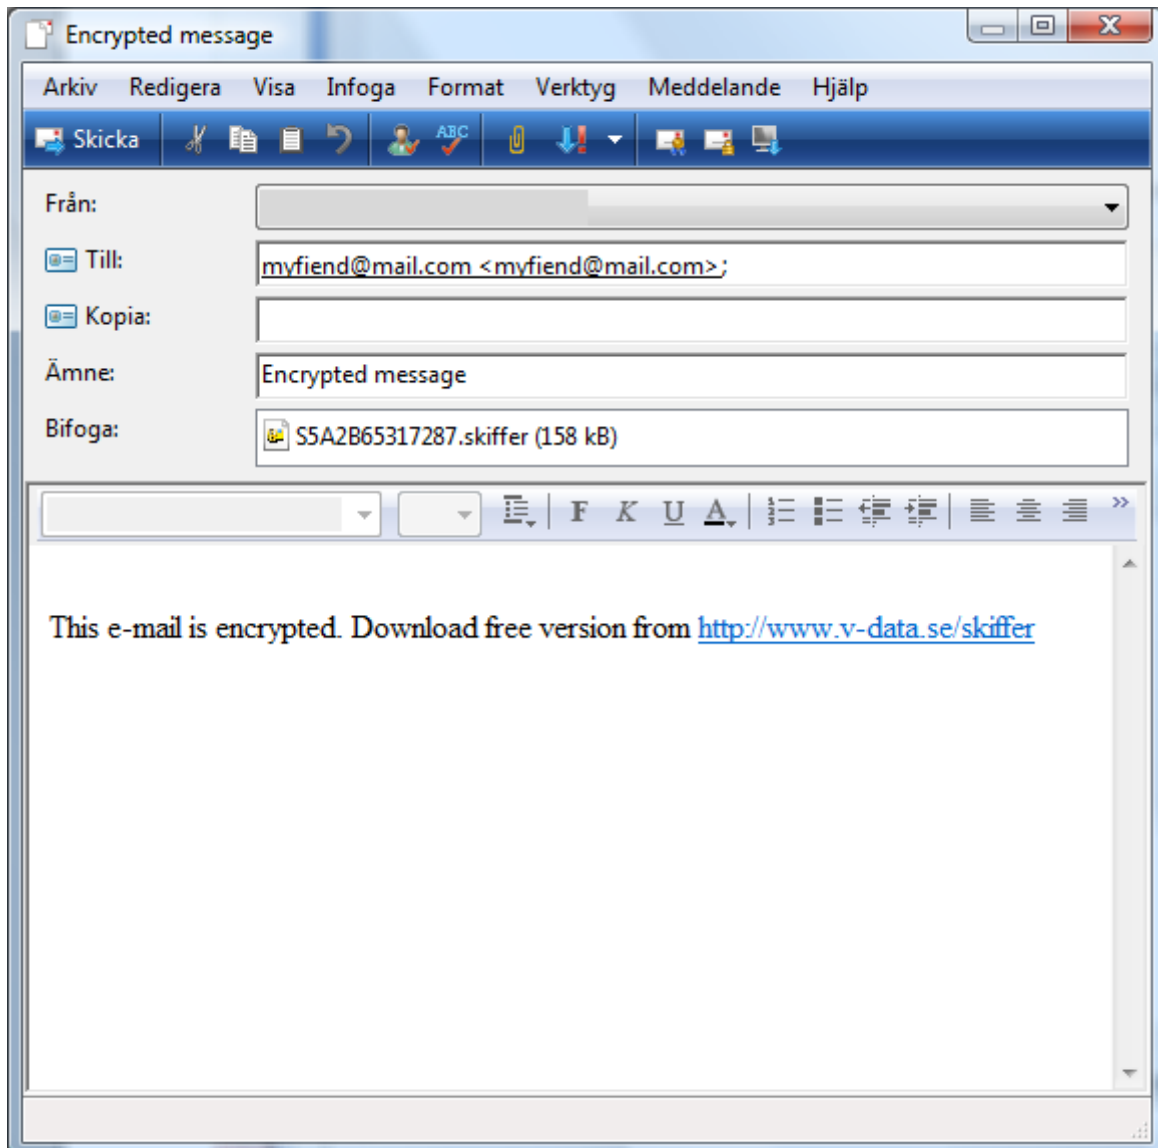 Encrypted message
Arkiv Redigera Visa Infoga Format Verktyg Meddelande Hjälp
Skicka ABC
Från:
Till: myfiend@mail.com <myfiend@mail.com>;
Kopia:
Ämne: Encrypted message
Bifoga: S5A2B65317287.skiffer (158 kB)
F K U A
This e-mail is encrypted. Download free version from http://www.v-data.se/skiffer